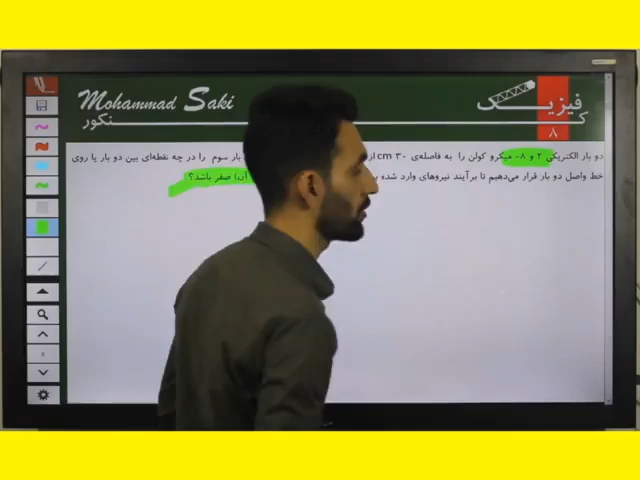 Mohammad Saki
فیزیک
کنکور
۸
دو بار الکتریکی ۲ و ۸- میکرو کولن را به فاصله‌ی ۳۰ cm بار سوم را در چه نقطه‌ای بین دو بار یا روی
خط واصل دو بار قرار می‌دهیم تا برآیند نیروهای وارد شده آن) صفر باشد؟